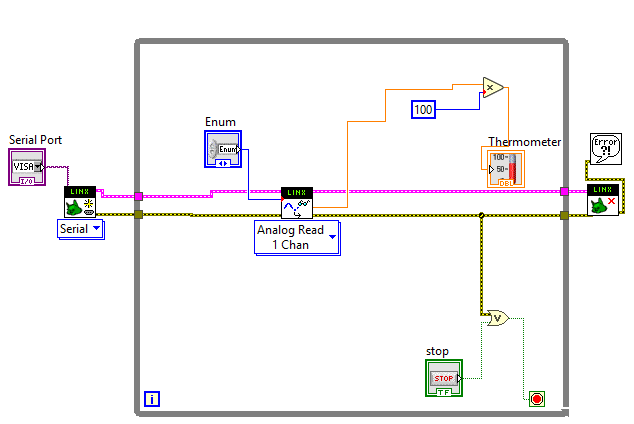 Serial Port
VISA
I/O
LINX
Serial
Enum
Enum
LINX
Analog Read
1 Chan
100
×
Thermometer
100
50
DBL
Error
?!
LINX
V
stop
STOP
TF
i